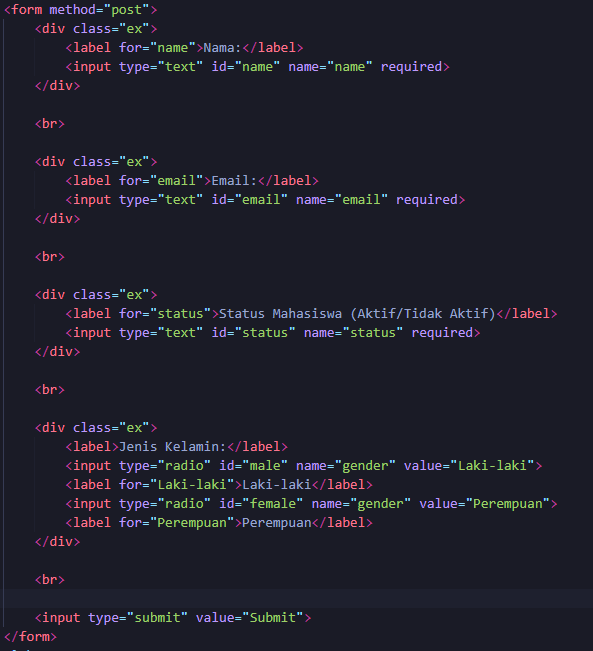 <form method="post">
<div class="ex">
<label for="name">Nama:</label>
<input type="text" id="name" name="name" required>
</div>
<br>
<div class="ex">
<label for="email">Email:</label>
<input type="text" id="email" name="email" required>
</div>
<br>
<div class="ex">
<label for="status">Status Mahasiswa (Aktif/Tidak Aktif)</label>
<input type="text" id="status" name="status" required>
</div>
<br>
<div class="ex">
<label>Jenis Kelamin:</label>
<input type="radio" id="male" name="gender" value="Laki-laki">
<label for="Laki-laki">Laki-laki</label>
<input type="radio" id="female" name="gender" value="Perempuan">
<label for="Perempuan">Perempuan</label>
</div>
<br>
<input type="submit" value="Submit">
</form>